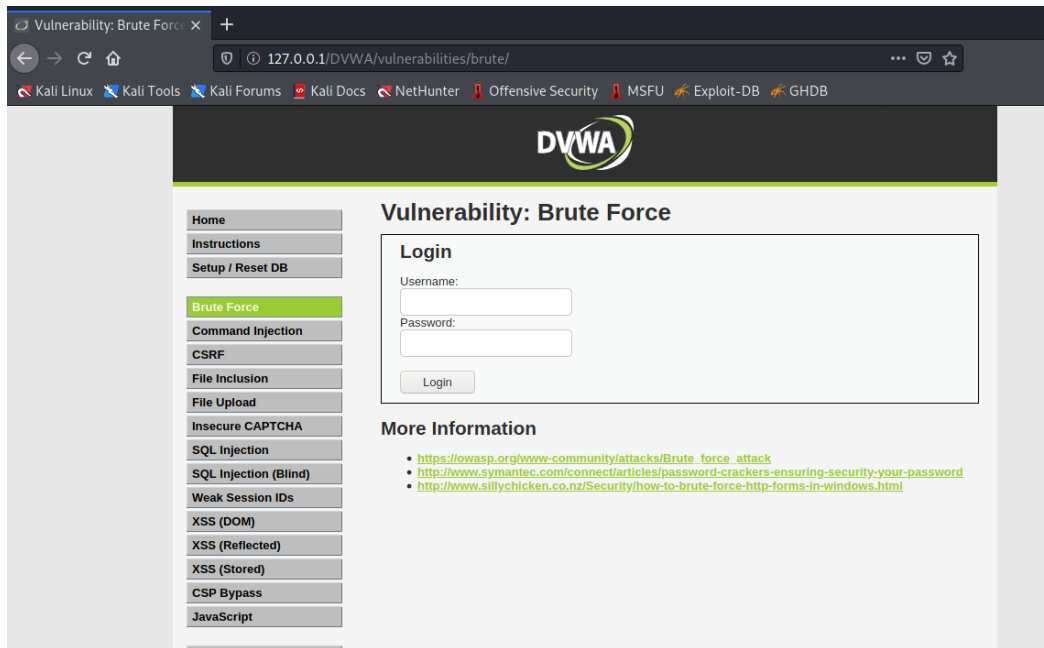 Vulnerability: Brute Force
127.0.0.1/DVWA/vulnerabilities/brute/
Kali Linux Kali Tools Kali Forums Kali Docs NetHunter Offensive Security MSFU Exploit-DB GHDB
DVWA
Home
Instructions
Setup / Reset DB
Brute Force
Command Injection
CSRF
File Inclusion
File Upload
Insecure CAPTCHA
SQL Injection
SQL Injection (Blind)
Weak Session IDs
XSS (DOM)
XSS (Reflected)
XSS (Stored)
CSP Bypass
JavaScript
Vulnerability: Brute Force
Login
Username:
Password:
Login
More Information
https://owasp.org/www-community/attacks/Brute_force_attack
http://www.symantec.com/connect/articles/password-crackers-ensuring-security-your-password
http://www.sillychicken.co.nz/Security/how-to-brute-force-http-forms-in-windows.html